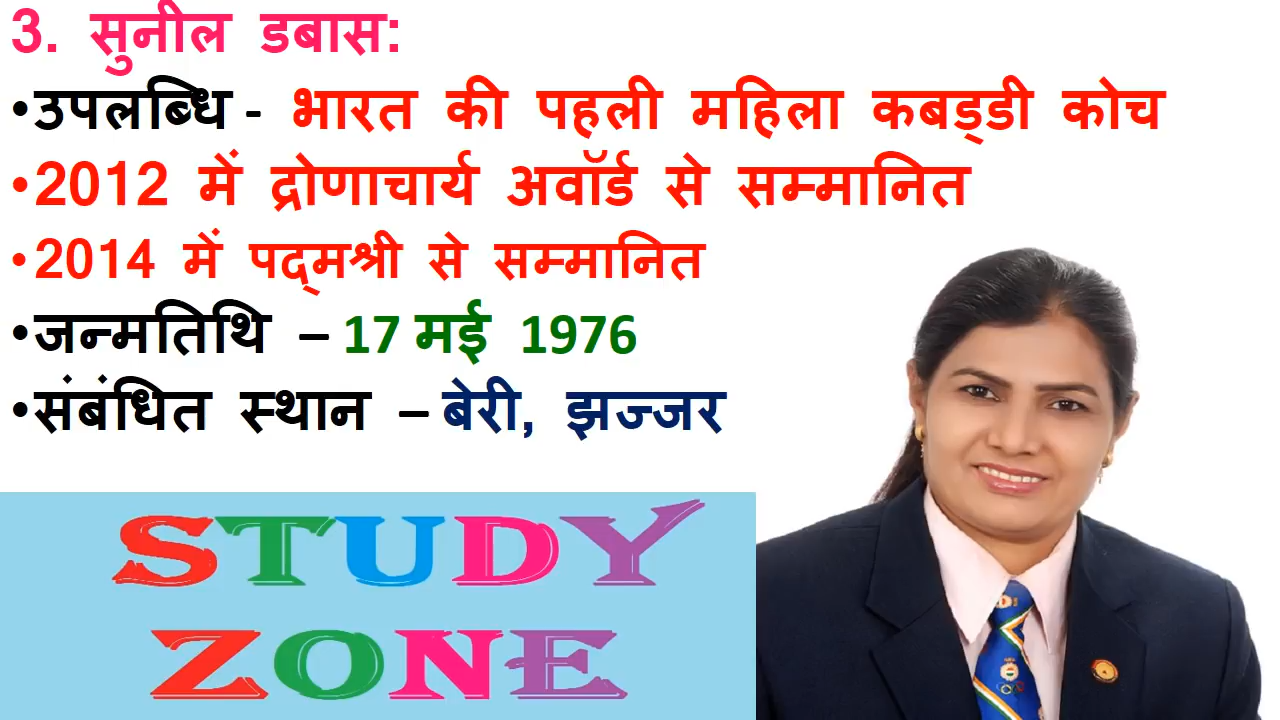 3. सुनील डबास:
•उपलब्धि - भारत की पहली महिला कबड्डी कोच
•2012 में द्रोणाचार्य अवॉर्ड से सम्मानित
•2014 में पद्मश्री से सम्मानित
•जन्मतिथि – 17 मई 1976
•संबंधित स्थान – बेरी, झज्जर
STUDY
ZONE